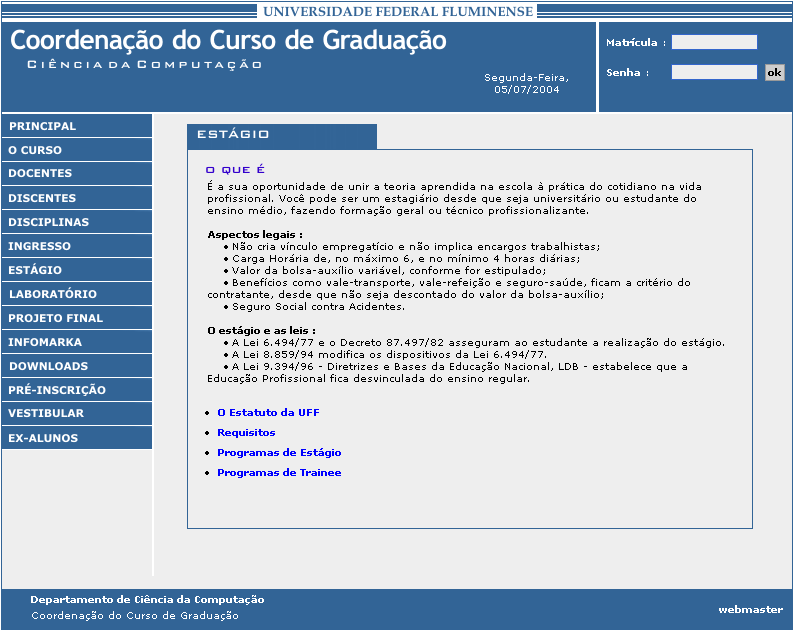 UNIVERSIDADE FEDERAL FLUMINENSE
Coordenação do Curso de Graduação
CIÊNCIA DA COMPUTAÇÃO
Segunda-Feira,
05/07/2004
Matrícula :
Senha :
ok
PRINCIPAL
O CURSO
DOCENTES
DISCENTES
DISCIPLINAS
INGRESSO
ESTÁGIO
LABORATÓRIO
PROJETO FINAL
INFOMARKA
DOWNLOADS
PRÉ-INSCRIÇÃO
VESTIBULAR
EX-ALUNOS
ESTÁGIO
O QUE É
É a sua oportunidade de unir a teoria aprendida na escola à prática do cotidiano na vida
profissional. Você pode ser um estagiário desde que seja universitário ou estudante do
ensino médio, fazendo formação geral ou técnico profissionalizante.
Aspectos legais :
• Não cria vínculo empregatício e não implica encargos trabalhistas;
• Carga Horária de, no máximo 6, e no mínimo 4 horas diárias;
• Valor da bolsa-auxílio variável, conforme for estipulado;
• Benefícios como vale-transporte, vale-refeição e seguro-saúde, ficam a critério do
contratante, desde que não seja descontado do valor da bolsa-auxílio;
• Seguro Social contra Acidentes.
O estágio e as leis :
• A Lei 6.494/77 e o Decreto 87.497/82 asseguram ao estudante a realização do estágio.
• A Lei 8.859/94 modifica os dispositivos da Lei 6.494/77.
• A Lei 9.394/96 - Diretrizes e Bases da Educação Nacional, LDB - estabelece que a
Educação Profissional fica desvinculada do ensino regular.
• O Estatuto da UFF
• Requisitos
• Programas de Estágio
• Programas de Trainee
Departamento de Ciência da Computação
Coordenação do Curso de Graduação
webmaster